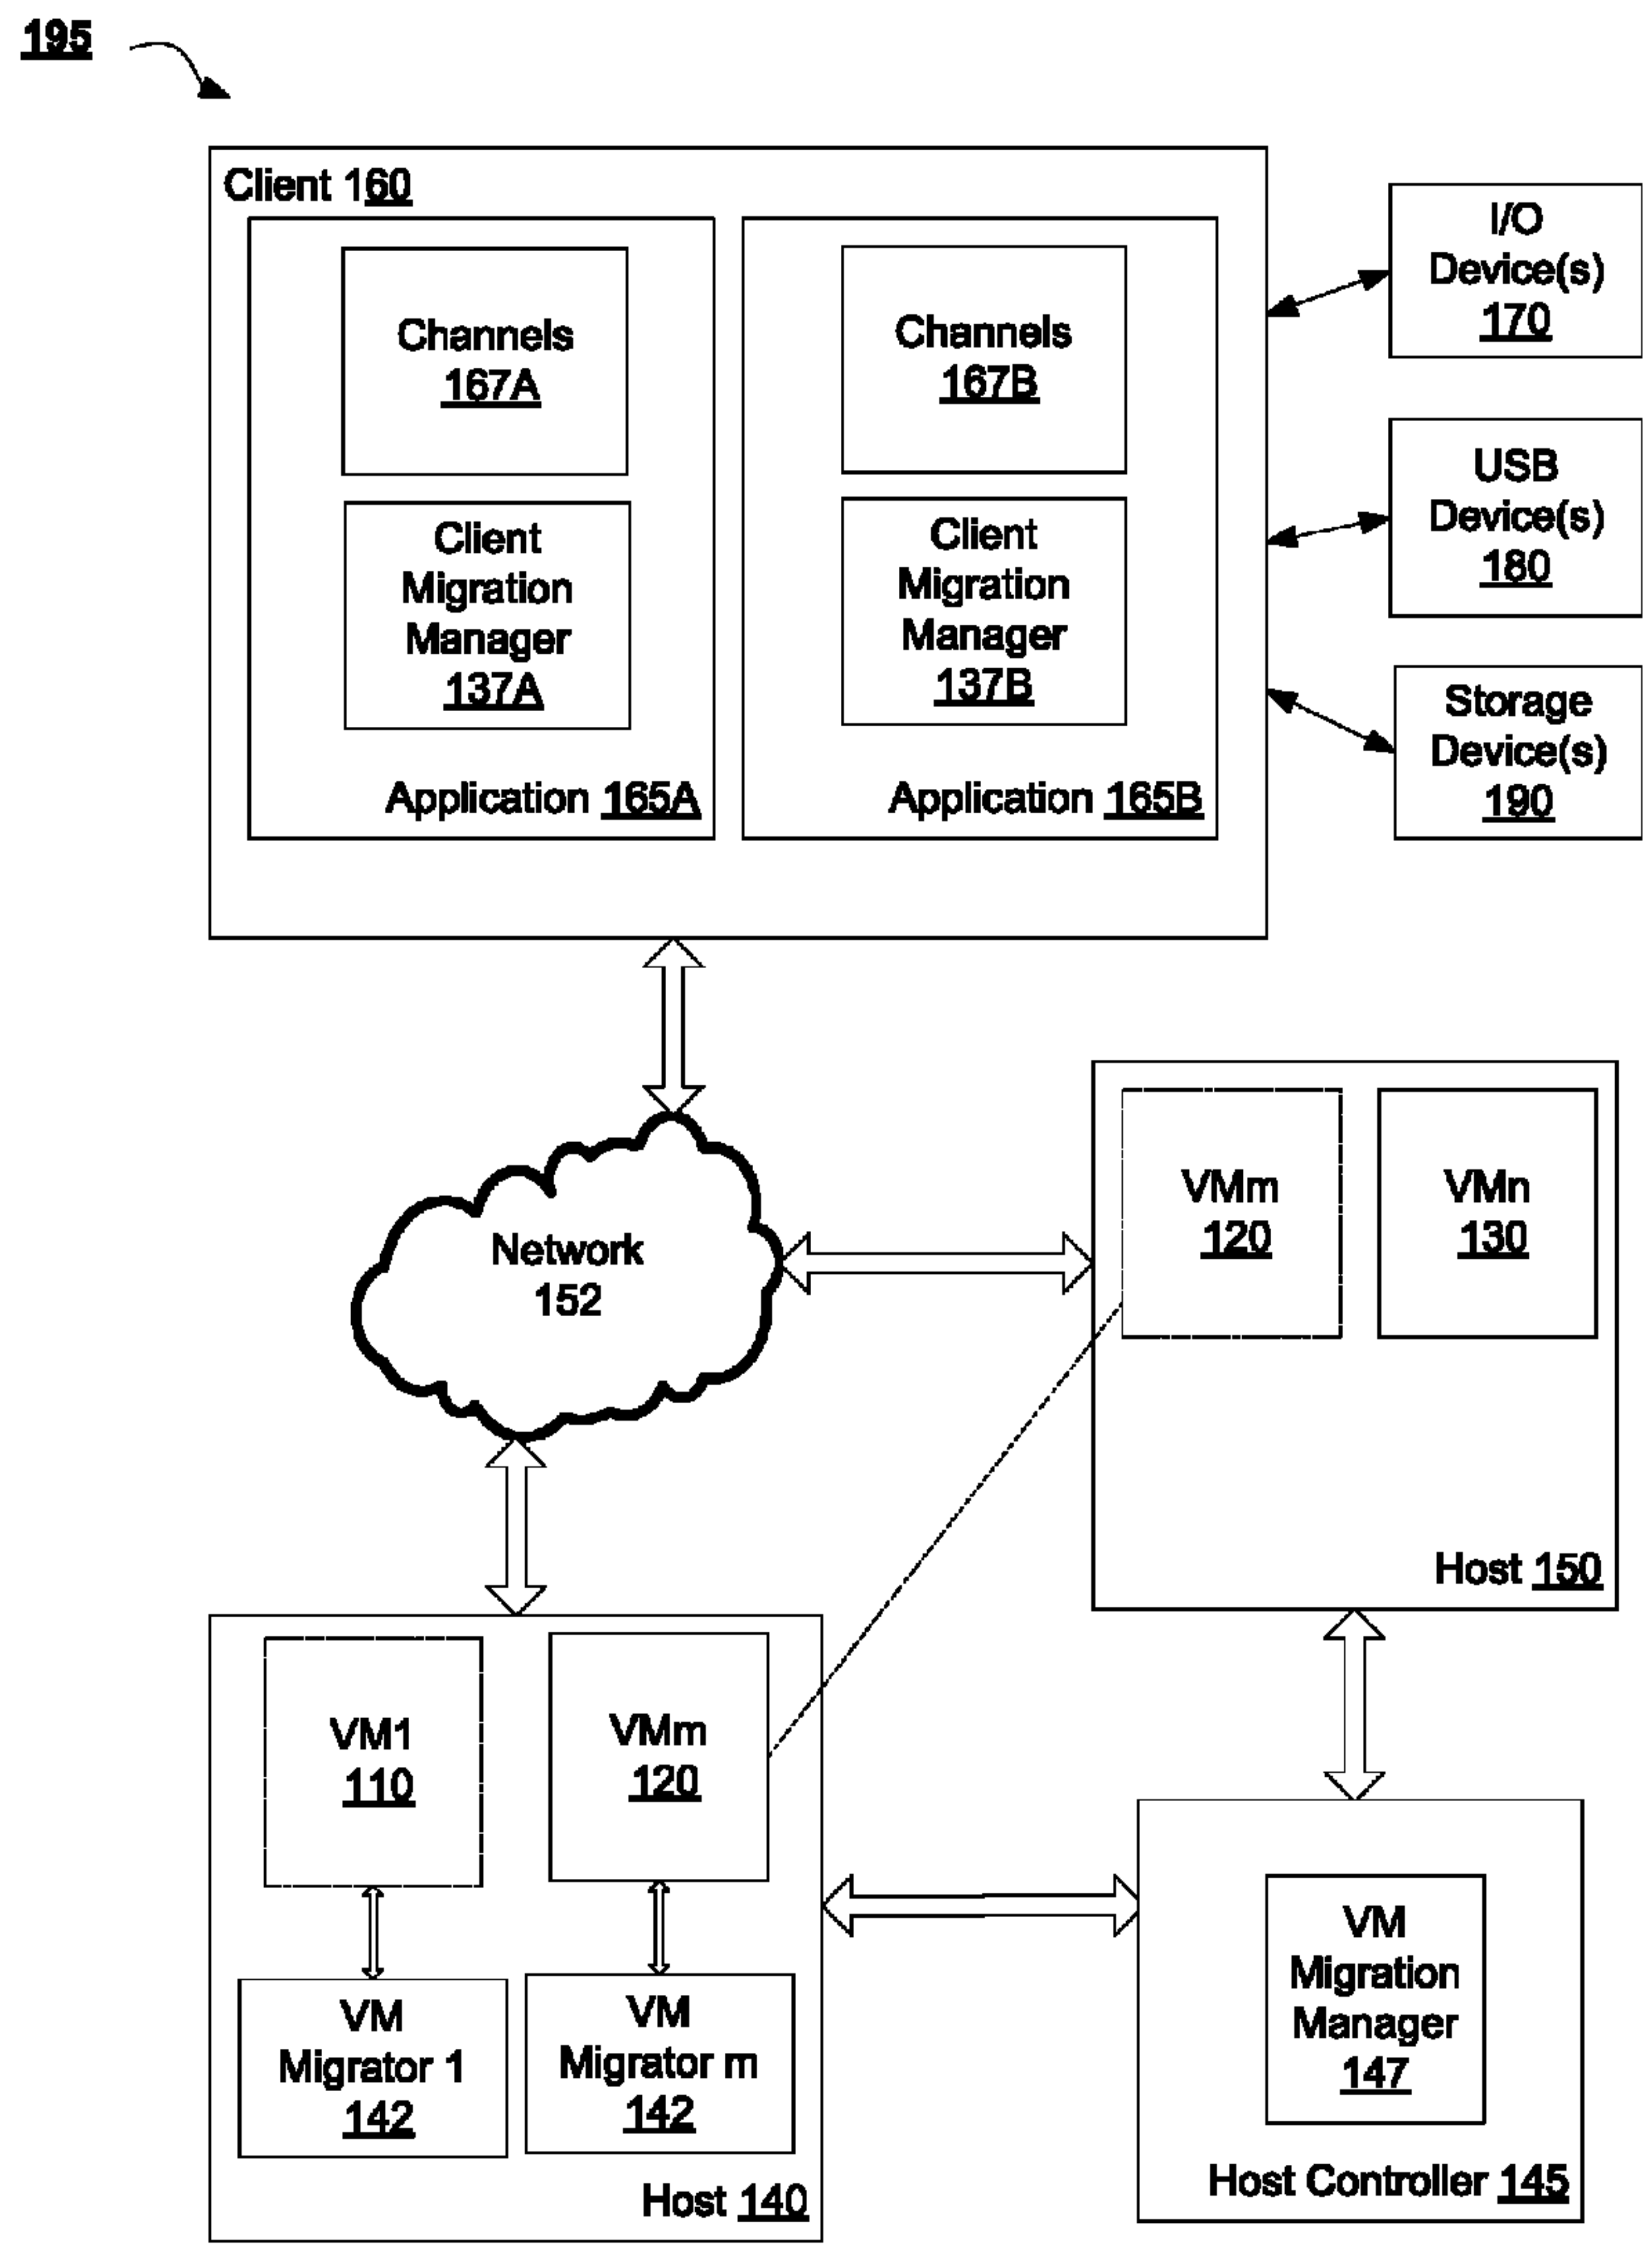 195
Client 160
Channels
167A
Client
Migration
Manager
137A
Application 165A
Channels
167B
Client
Migration
Manager
137B
Application 165B
I/O
Device(s)
170
USB
Device(s)
180
Storage
Device(s)
190
Network
152
VMm
120
VMn
130
Host 150
VM1
110
VMm
120
VM
Migrator 1
142
VM
Migrator m
142
Host 140
VM
Migration
Manager
147
Host Controller 145